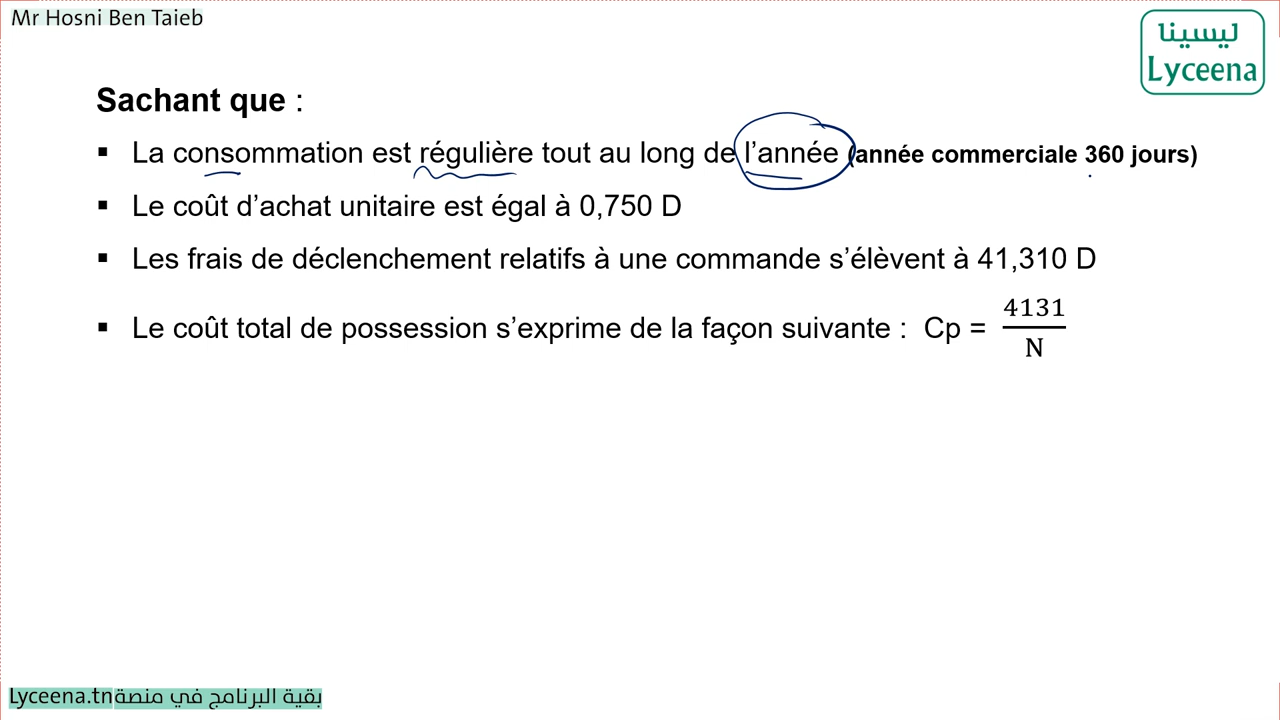 Mr Hosni Ben Taieb
ليسينا
Lyceena
Sachant que :
▪ La consommation est régulière tout au long de l’année (année commerciale 360 jours)
▪ Le coût d’achat unitaire est égal à 0,750 D
▪ Les frais de déclenchement relatifs à une commande s’élèvent à 41,310 D
▪ Le coût total de possession s’exprime de la façon suivante : Cp = 4131/N
بقية البرنامج في منصة Lyceena.tn